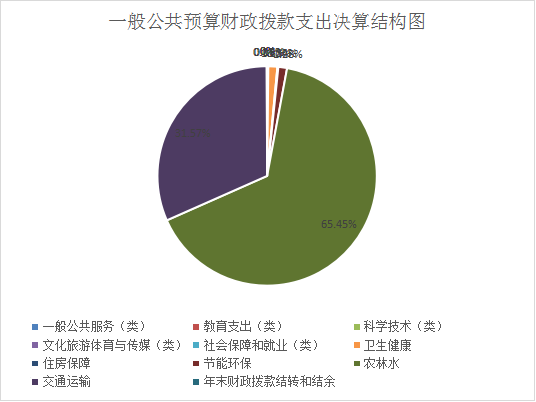 一般公共预算财政拨款支出决算结构图
65.45%
一般公共服务（类） 教育支出（类） 科学技术（类）
文化旅游体育与传媒（类） 社会保障和就业（类） 卫生健康
住房保障 节能环保 农林水
交通运输 年末财政拨款结转和结余